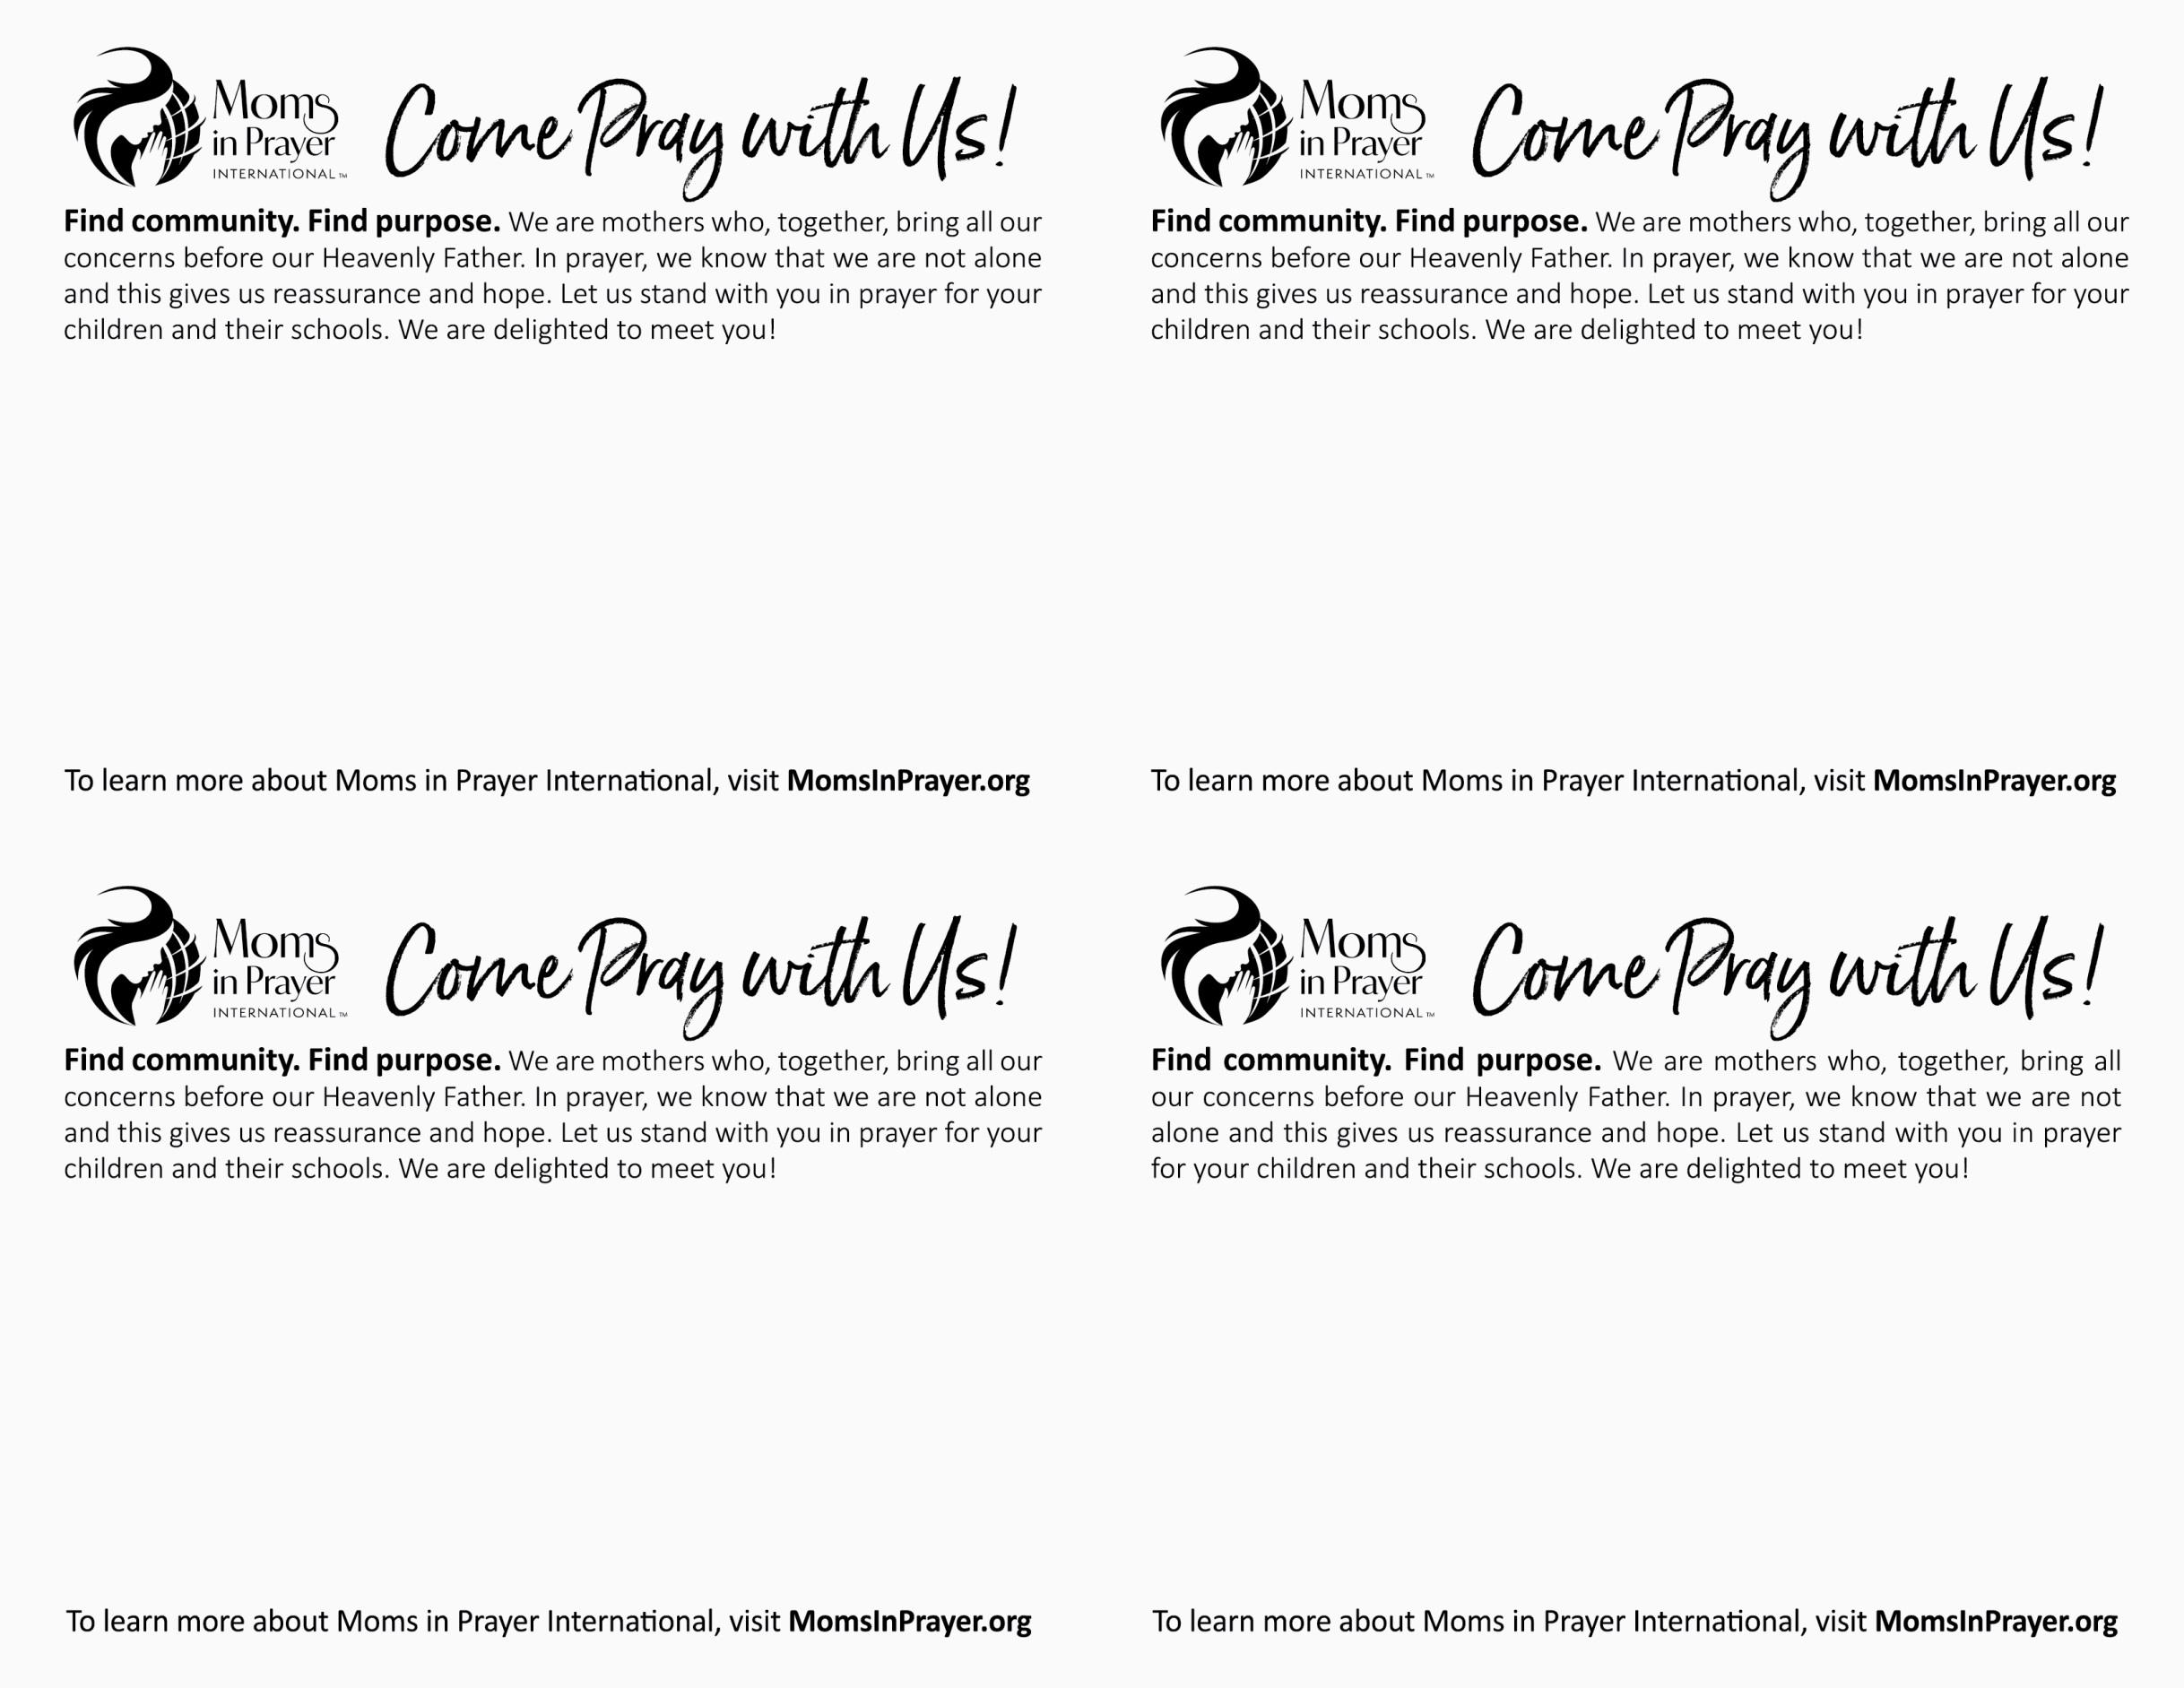 Moms
in Prayer
INTERNATIONAL™
Come Pray with Us!
Find community. Find purpose. We are mothers who, together, bring all our
concerns before our Heavenly Father. In prayer, we know that we are not alone
and this gives us reassurance and hope. Let us stand with you in prayer for your
children and their schools. We are delighted to meet you!
To learn more about Moms in Prayer International, visit MomsInPrayer.org
Moms
in Prayer
INTERNATIONAL™
Come Pray with Us!
Find community. Find purpose. We are mothers who, together, bring all our
concerns before our Heavenly Father. In prayer, we know that we are not alone
and this gives us reassurance and hope. Let us stand with you in prayer for your
children and their schools. We are delighted to meet you!
To learn more about Moms in Prayer International, visit MomsInPrayer.org
Moms
in Prayer
INTERNATIONAL™
Come Pray with Us!
Find community. Find purpose. We are mothers who, together, bring all our
concerns before our Heavenly Father. In prayer, we know that we are not alone
and this gives us reassurance and hope. Let us stand with you in prayer for your
children and their schools. We are delighted to meet you!
To learn more about Moms in Prayer International, visit MomsInPrayer.org
Moms
in Prayer
INTERNATIONAL™
Come Pray with Us!
Find community. Find purpose. We are mothers who, together, bring all
our concerns before our Heavenly Father. In prayer, we know that we are not
alone and this gives us reassurance and hope. Let us stand with you in prayer
for your children and their schools. We are delighted to meet you!
To learn more about Moms in Prayer International, visit MomsInPrayer.org